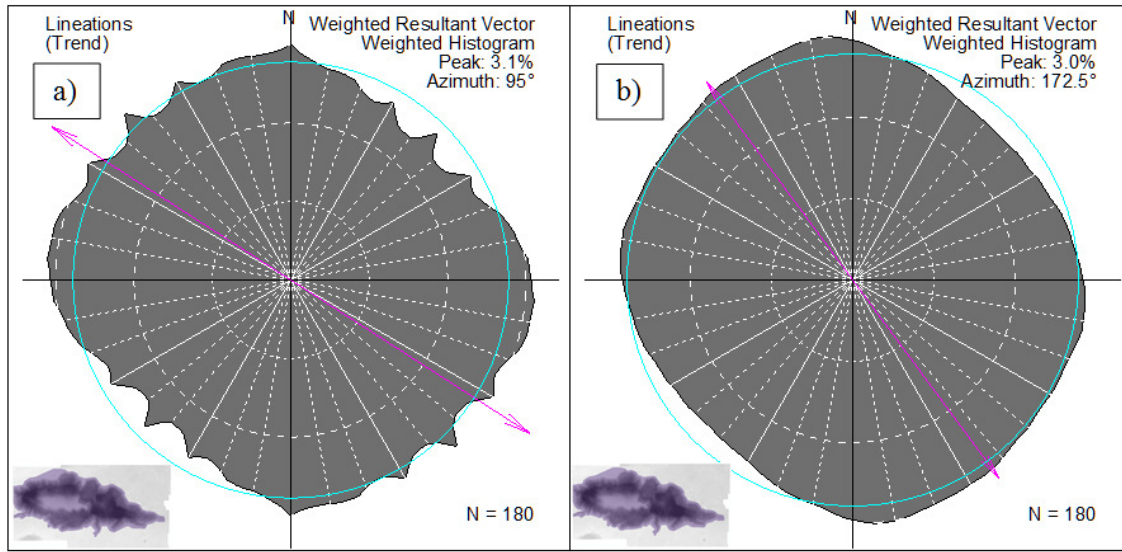 Lineations
(Trend)
N
Weighted Resultant Vector
Weighted Histogram
Peak: 3.1%
Azimuth: 95°
a)
N = 180
Lineations
(Trend)
N
Weighted Resultant Vector
Weighted Histogram
Peak: 3.0%
Azimuth: 172.5°
b)
N = 180